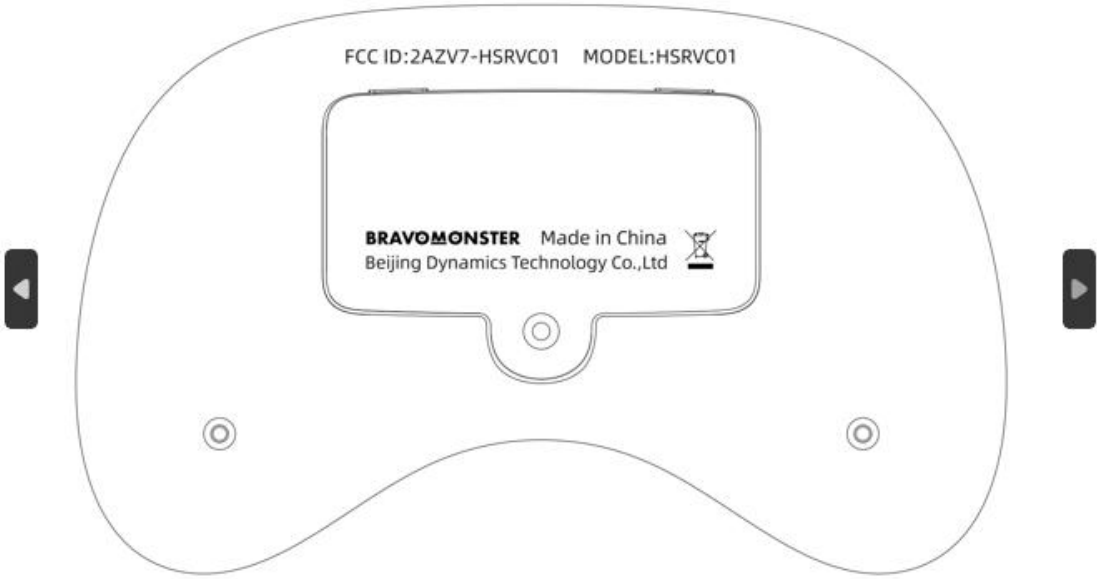 FCC ID:2AZV7-HSRVC01 MODEL:HSRVC01
BRAVOMONSTER Made in China
Beijing Dynamics Technology Co.,Ltd